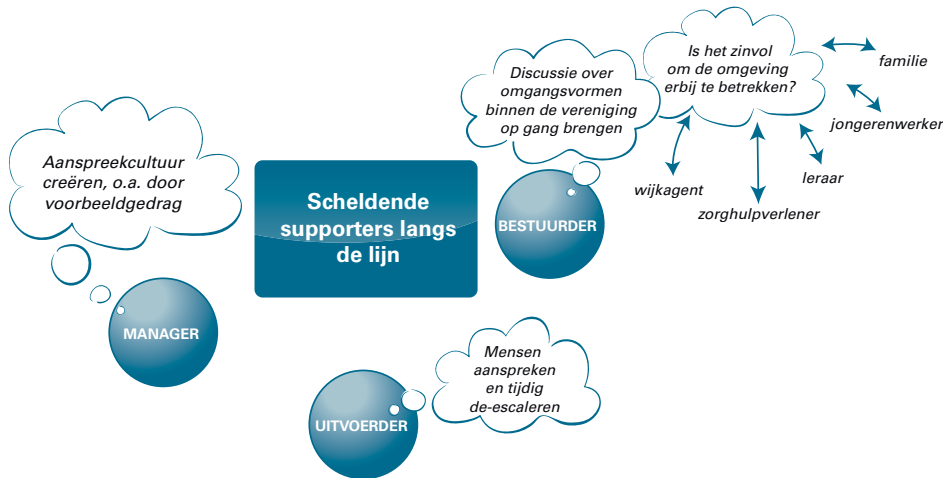 Is het zinvol
om de omgeving
erbij te betrekken?
familie
jongerenwerker
leraar
zorghulpverlener
wijkagent
Discussie over
omgangsvormen
binnen de vereniging
op gang brengen
BESTUURDER
Aanspreekcultuur
creëren, o.a. door
voorbeeldgedrag
MANAGER
Scheldende
supporters langs
de lijn
Mensen
aanspreken
en tijdig
de-escaleren
UITVOERDER